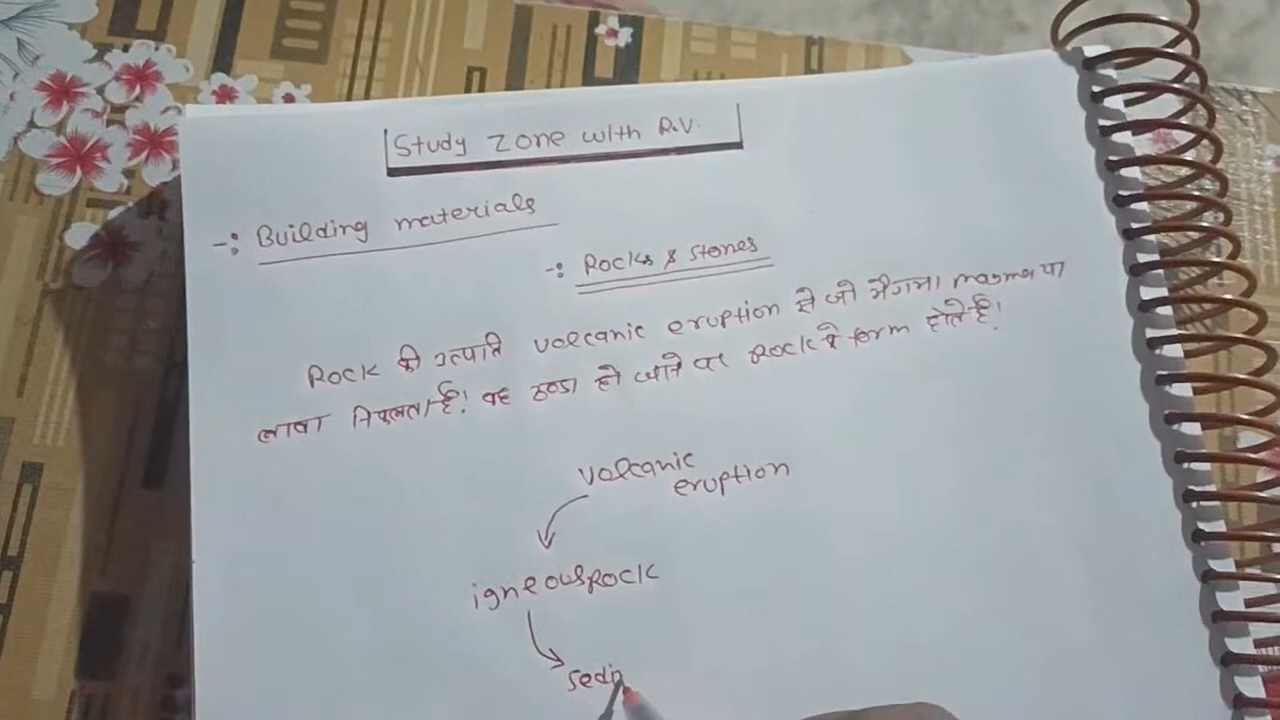 Study Zone with R.V.
-: Building materials
-: Rocks & stones
Rock की उत्पति volcanic eruption से जो मैगमा magma या
लावा निकलता है। वह ठण्डा हो जाने पर Rock के form होते है।
volcanic
eruption
igneous Rock
sedi